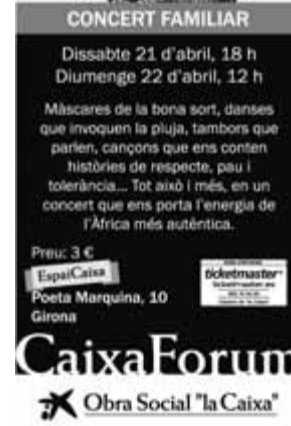 CONCERT FAMILIAR
Dissabte 21 d'abril, 18 h
Diumenge 22 d'abril, 12 h
Màscares de la bona sort, danses
que invoquen la pluja, tambors que
parlen, cançons que ens conten
històries de respecte, pau i
tolerància... Tot això i més, en un
concert que ens porta l'energia de
l'Àfrica més autèntica.
Preu: 3 €
EspaiCaixa
Poeta Marquina, 10
Girona
ticketmaster
ticketmaster.es
CaixaForum
Obra Social "la Caixa"